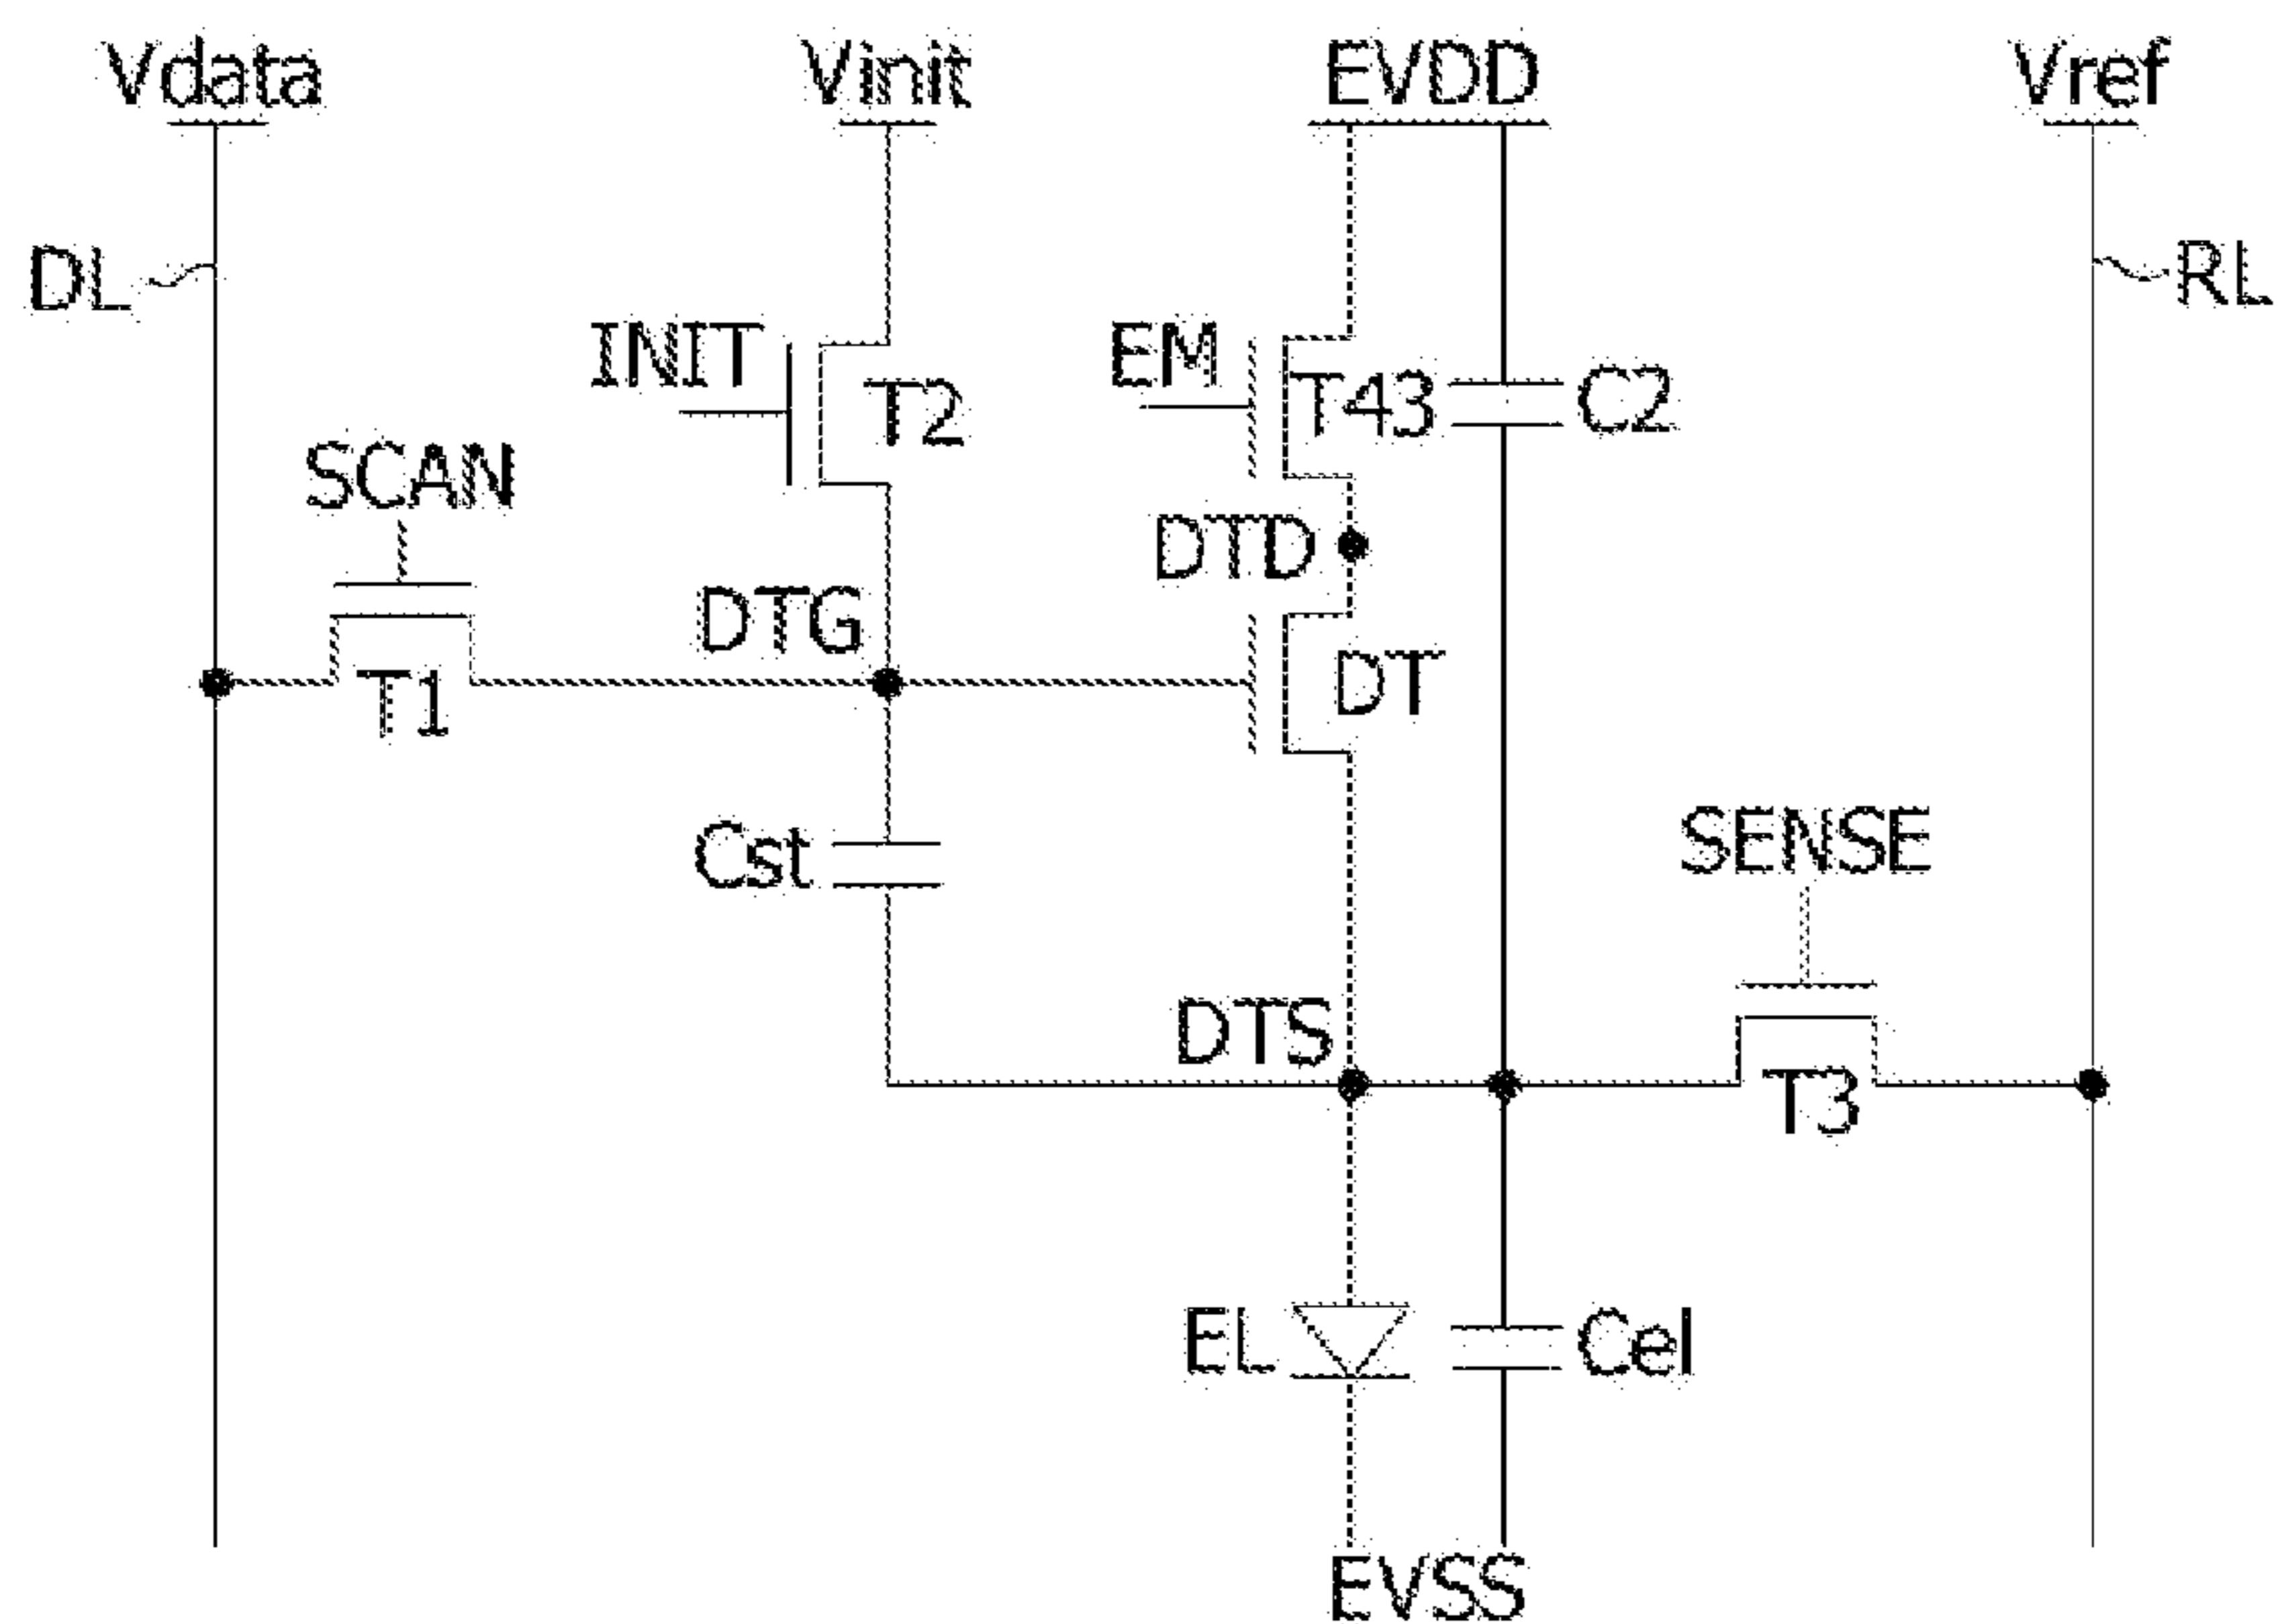 Vdata
Vinit
EVDD
Vref
DL
RL
INIT
T2
EM
T43
C2
SCAN
T1
DTG
DTD
DT
Cst
SENSE
DTS
T3
EL
Cel
EVSS